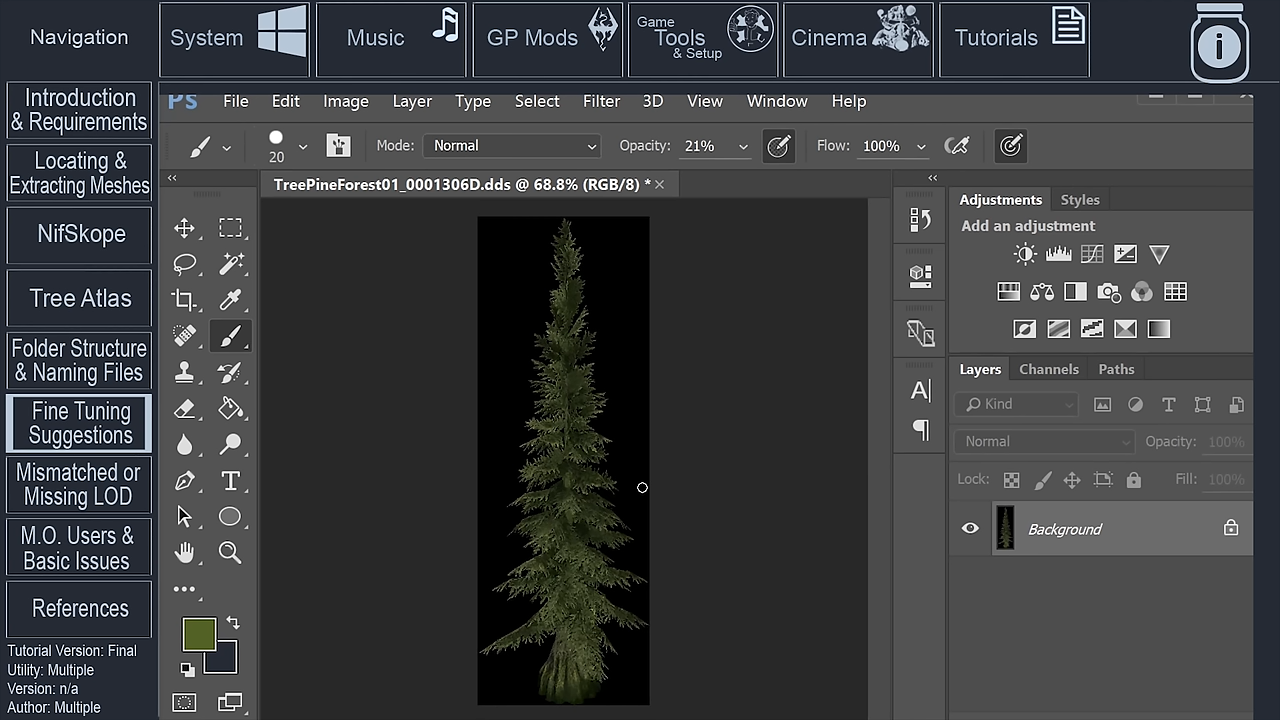 Navigation
System
Music
GP Mods
Game
Tools
& Setup
Cinema
Tutorials
Introduction
& Requirements
Locating &
Extracting Meshes
NifSkope
Tree Atlas
Folder Structure
& Naming Files
Fine Tuning
Suggestions
Mismatched or
Missing LOD
M.O. Users &
Basic Issues
References
Tutorial Version: Final
Utility: Multiple
Version: n/a
Author: Multiple
PS File Edit Image Layer Type Select Filter 3D View Window Help
20 Mode: Normal Opacity: 21% Flow: 100%
TreePineForest01_0001306D.dds @ 68.8% (RGB/8) *
Adjustments Styles
Add an adjustment
Layers Channels Paths
Kind
Normal Opacity: 100%
Lock: Fill: 100%
Background